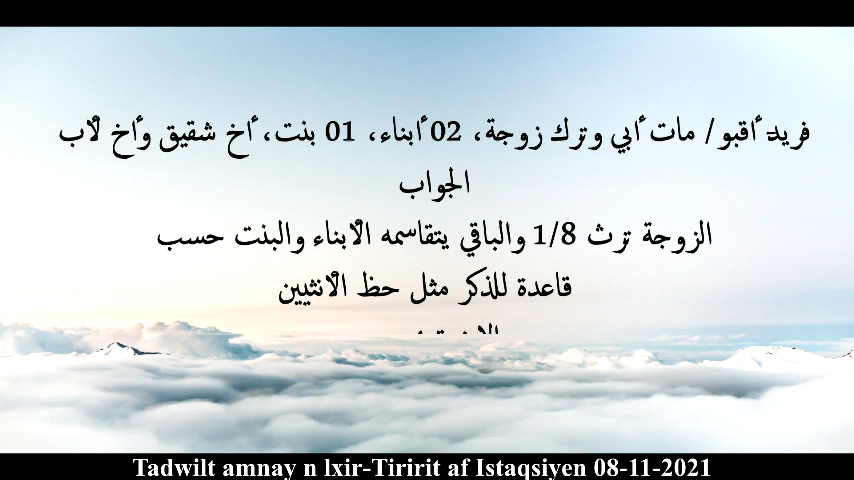 فريد-أقبو/ مات أبي وترك زوجة، 02 أبناء، 01 بنت، أخ شقيق وأخ لأب
الجواب
الزوجة ترث 1/8 والباقي يتقاسمه الأبناء والبنت حسب
قاعدة للذكر مثل حظ الأنثيين
Tadwilt amnay n lxir-Tiririt af Istaqsiyen 08-11-2021